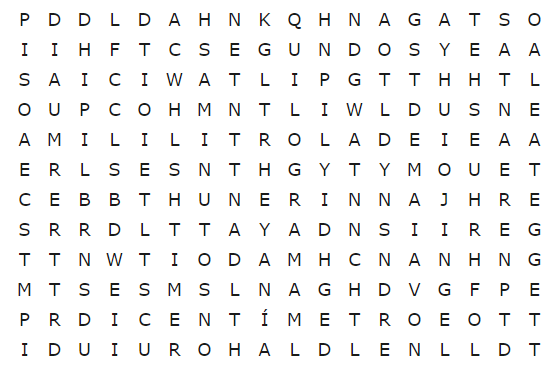 P D D L D A H N K Q H N A G A T S O
I I H F T C S E G U N D O S Y E A A
S A I C I W A T L I P G T T H H T L
O U P C O H M N T L I W L D U S N E
A M I L I L I T R O L A D E I E A A
E R L S E S N T H G Y T Y M O U E T
C E B B T H U N E R I N N A J H R E
S R R D L T T A Y A D N S I I R E G
T T N W T I O D A M H C N A N H N G
M T S E S M S L N A G H D V G F P E
P R D I C E N T Í M E T R O E O T T
I D U I U R O H A L D L E N L L D T